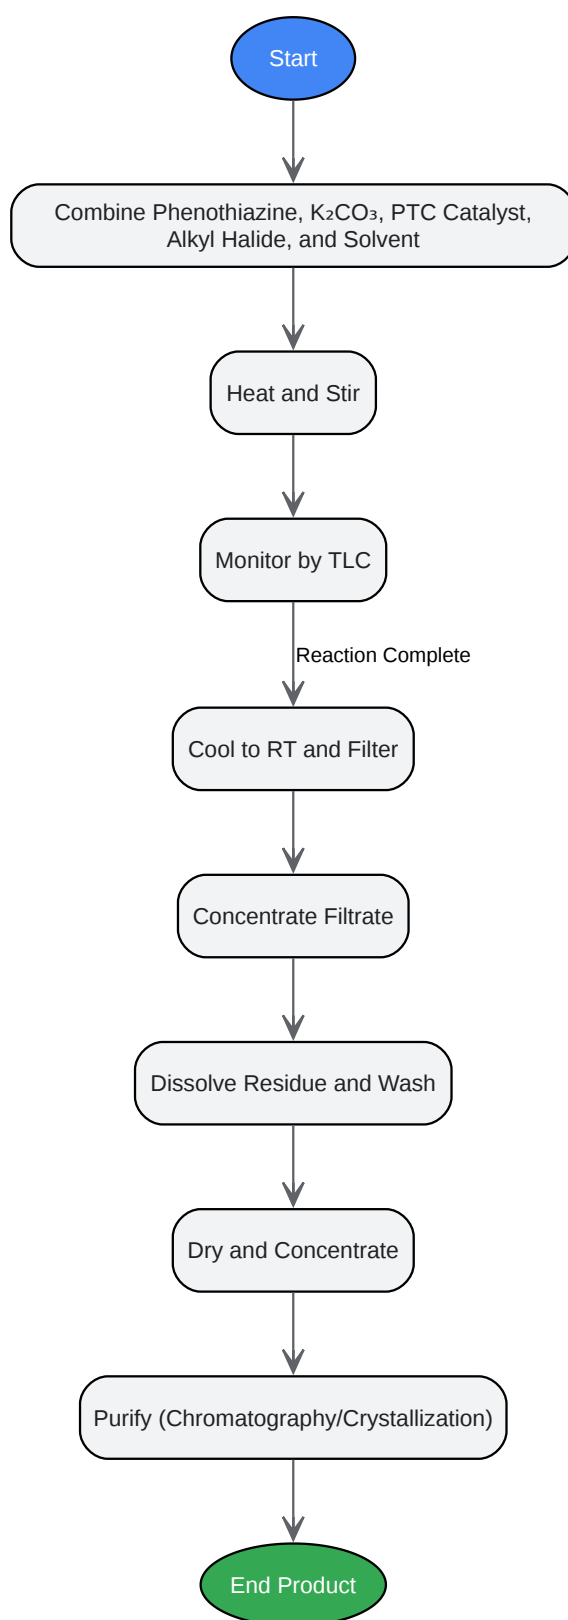 Start
Combine Phenothiazine, K₂CO₃, PTC Catalyst,
Alkyl Halide, and Solvent
Heat and Stir
Monitor by TLC
Reaction Complete
Cool to RT and Filter
Concentrate Filtrate
Dissolve Residue and Wash
Dry and Concentrate
Purify (Chromatography/Crystallization)
End Product